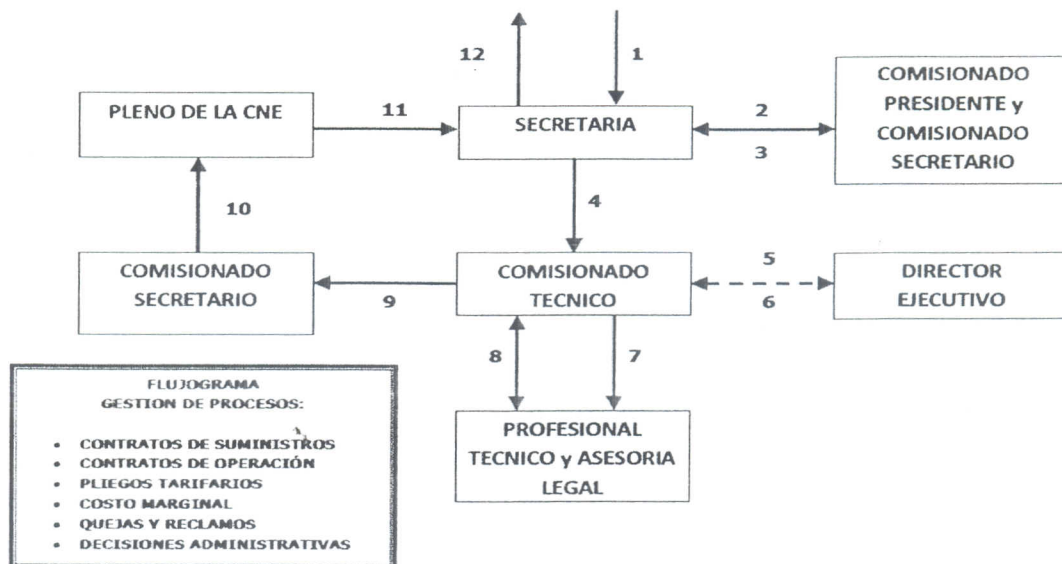 12
1
PLENO DE LA CNE
11
SECRETARIA
2
3
COMISIONADO
PRESIDENTE y
COMISIONADO
SECRETARIO
10
4
COMISIONADO
SECRETARIO
9
COMISIONADO
TECNICO
5
6
DIRECTOR
EJECUTIVO
8
7
PROFESIONAL
TECNICO y ASESORIA
LEGAL
FLUJOGRAMA
GESTION DE PROCESOS:
• CONTRATOS DE SUMINISTROS
• CONTRATOS DE OPERACIÓN
• PLIEGOS TARIFARIOS
• COSTO MARGINAL
• QUEJAS Y RECLAMOS
• DECISIONES ADMINISTRATIVAS